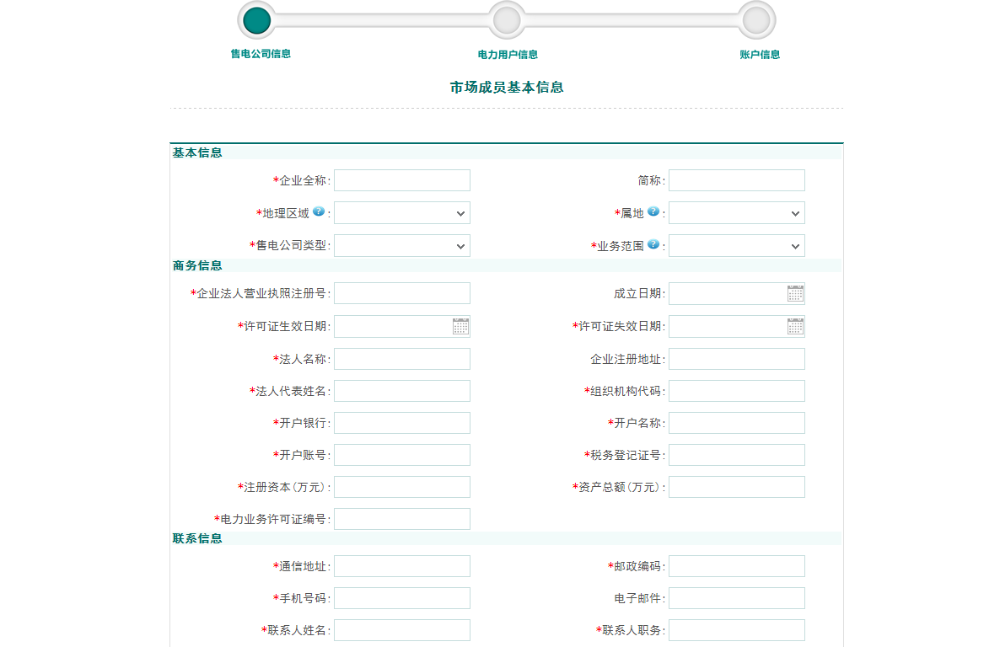 售电公司信息 电力用户信息 账户信息
市场成员基本信息
基本信息
*企业全称: 简称:
*地理区域?: *属地?:
*售电公司类型: *业务范围?:
商务信息
*企业法人营业执照注册号: 成立日期:
*许可证生效日期: *许可证失效日期:
*法人名称: 企业注册地址:
*法人代表姓名: *组织机构代码:
*开户银行: *开户名称:
*开户账号: *税务登记证号:
*注册资本(万元): *资产总额(万元):
*电力业务许可证编号:
联系信息
*通信地址: *邮政编码:
*手机号码: 电子邮件:
*联系人姓名: *联系人职务: